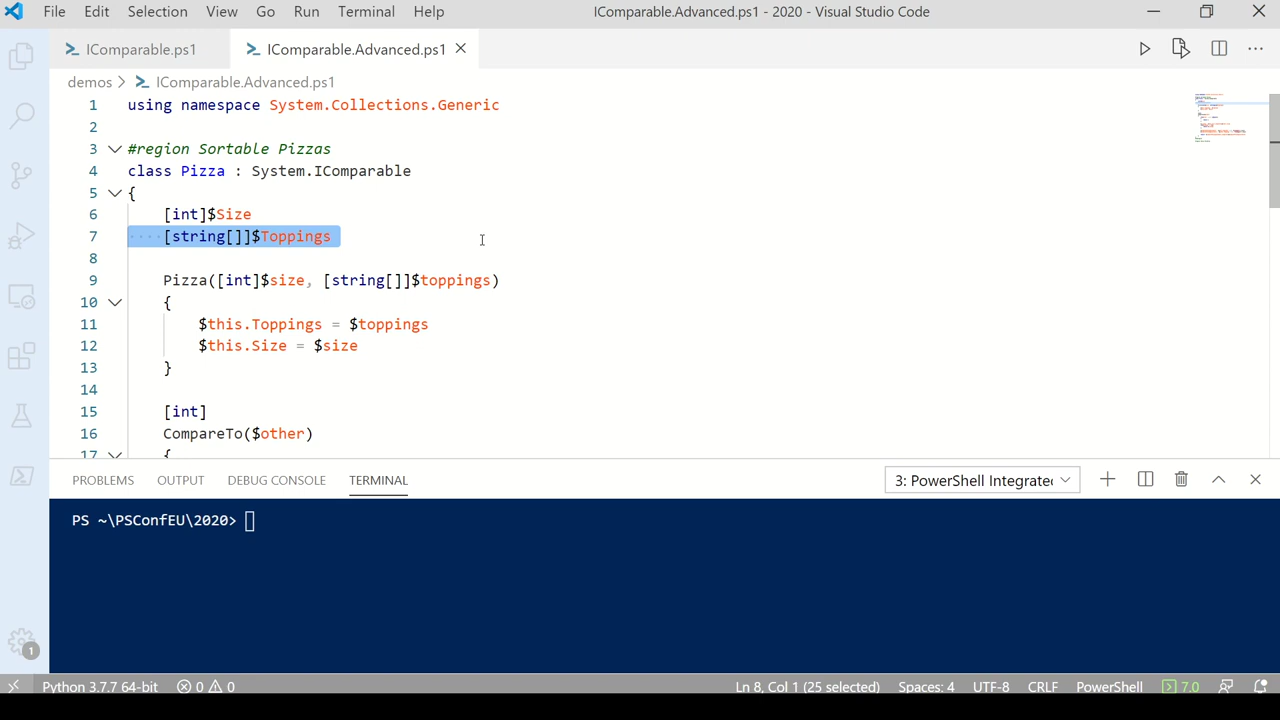 File Edit Selection View Go Run Terminal Help IComparable.Advanced.ps1 - 2020 - Visual Studio Code
IComparable.ps1 IComparable.Advanced.ps1
demos > IComparable.Advanced.ps1
1 using namespace System.Collections.Generic
2
3 #region Sortable Pizzas
4 class Pizza : System.IComparable
5 {
6 [int]$Size
7 ····[string[]]$Toppings
8
9 Pizza([int]$size, [string[]]$toppings)
10 {
11 $this.Toppings = $toppings
12 $this.Size = $size
13 }
14
15 [int]
16 CompareTo($other)
17 {
PROBLEMS OUTPUT DEBUG CONSOLE TERMINAL 3: PowerShell Integrated
PS ~\PSConfEU\2020>
1
Python 3.7.7 64-bit 0 0 Ln 8, Col 1 (25 selected) Spaces: 4 UTF-8 CRLF PowerShell 7.0